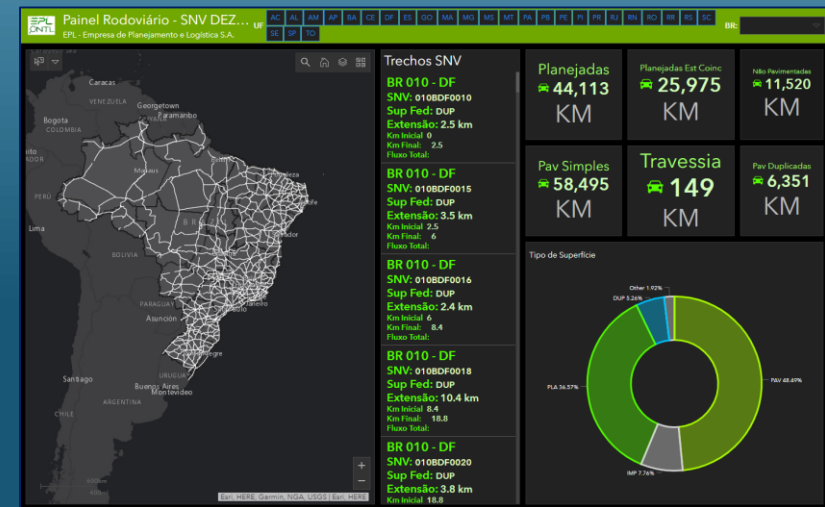 EPL
ONTL
Painel Rodoviário - SNV DEZ...
EPL - Empresa de Planejamento e Logística S.A.
UF
AC AL AM AP BA CE DF ES GO MA MG MS MT PA PB PE PI PR RJ RN RO RR RS SC
SE SP TO
BR:
Caracas
VENEZUELA
Georgetown
Paramaribo
Bogota
COLOMBIA
Manaus
PERÚ
Lima
BOLIVIA
PARAGUAY
Asunción
Santiago
URUGUAY
Buenos Aires
Montevideo
ARGENTINA
CHILE
+
−
Esri, HERE, Garmin, NGA, USGS | Esri, HERE
Trechos SNV
BR 010 - DF
SNV: 010BDF0010
Sup Fed: DUP
Extensão: 2.5 km
Km Inicial 0
Km Final: 2.5
Fluxo Total:
BR 010 - DF
SNV: 010BDF0015
Sup Fed: DUP
Extensão: 3.5 km
Km Inicial 2.5
Km Final: 6
Fluxo Total:
BR 010 - DF
SNV: 010BDF0016
Sup Fed: DUP
Extensão: 2.4 km
Km Inicial 6
Km Final: 8.4
Fluxo Total:
BR 010 - DF
SNV: 010BDF0018
Sup Fed: DUP
Extensão: 10.4 km
Km Inicial 8.4
Km Final: 18.8
Fluxo Total:
BR 010 - DF
SNV: 010BDF0020
Sup Fed: DUP
Extensão: 3.8 km
Km Inicial 18.8
Planejadas
44,113
KM
Planejadas Est Coinc
25,975
KM
Não Pavimentadas
11,520
KM
Pav Simples
58,495
KM
Travessia
149
KM
Pav Duplicadas
6,351
KM
Tipo de Superfície
Other 1.92%
DUP 5.26%
PLA 36.57%
PAV 48.49%
IMP 7.76%